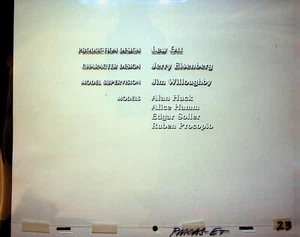 PRODUCTION DESIGN Lew Ott
CHARACTER DESIGN Jerry Eisenberg
MODEL SUPERVISION Jim Willoughby
MODELS Alan Huck
Alice Hamm
Edgar Soller
Ruben Procopio
23